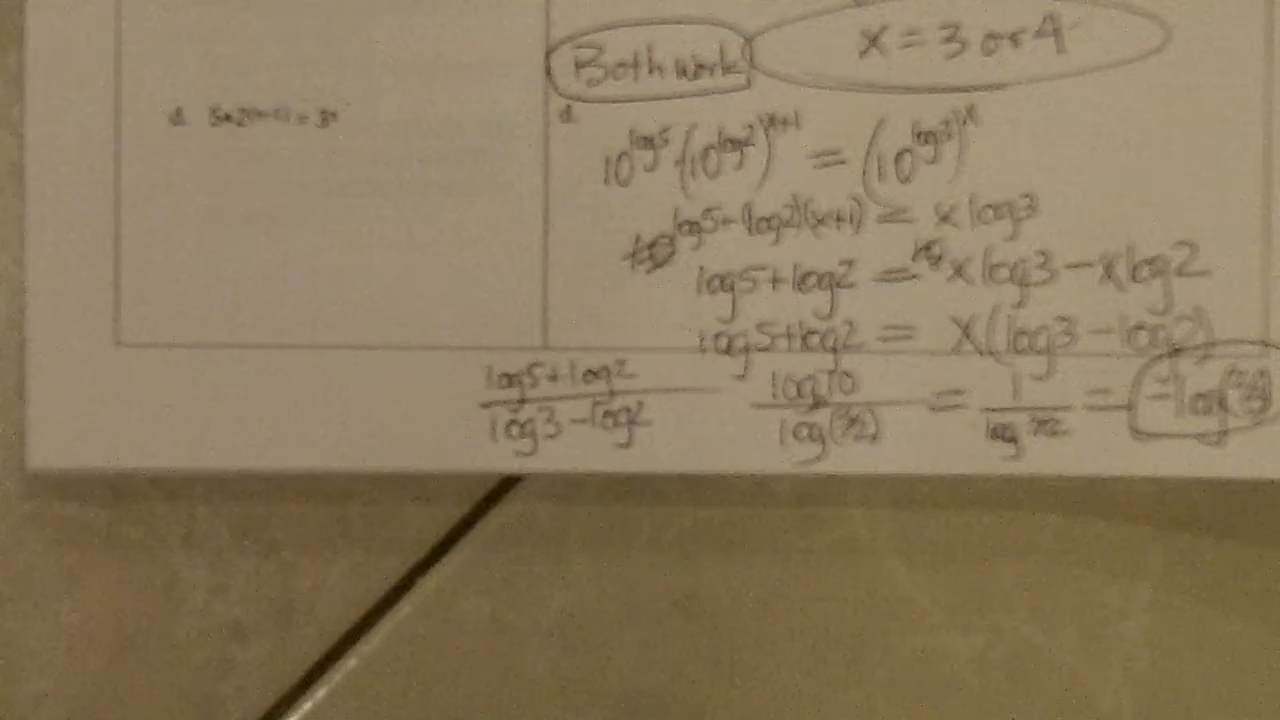 Both work x = 3 or 4
d.
d
10^log5 · (10^log2)^x+1 = (10^log3)^x
log5+(log2)(x+1) = x log3
log5+log2 = x log3 - x log2
log5+log2 = x(log3 - log2)
log5+log2 / log3 - log2 log10 / log(3/2) = 1 / log 3/2 = -log